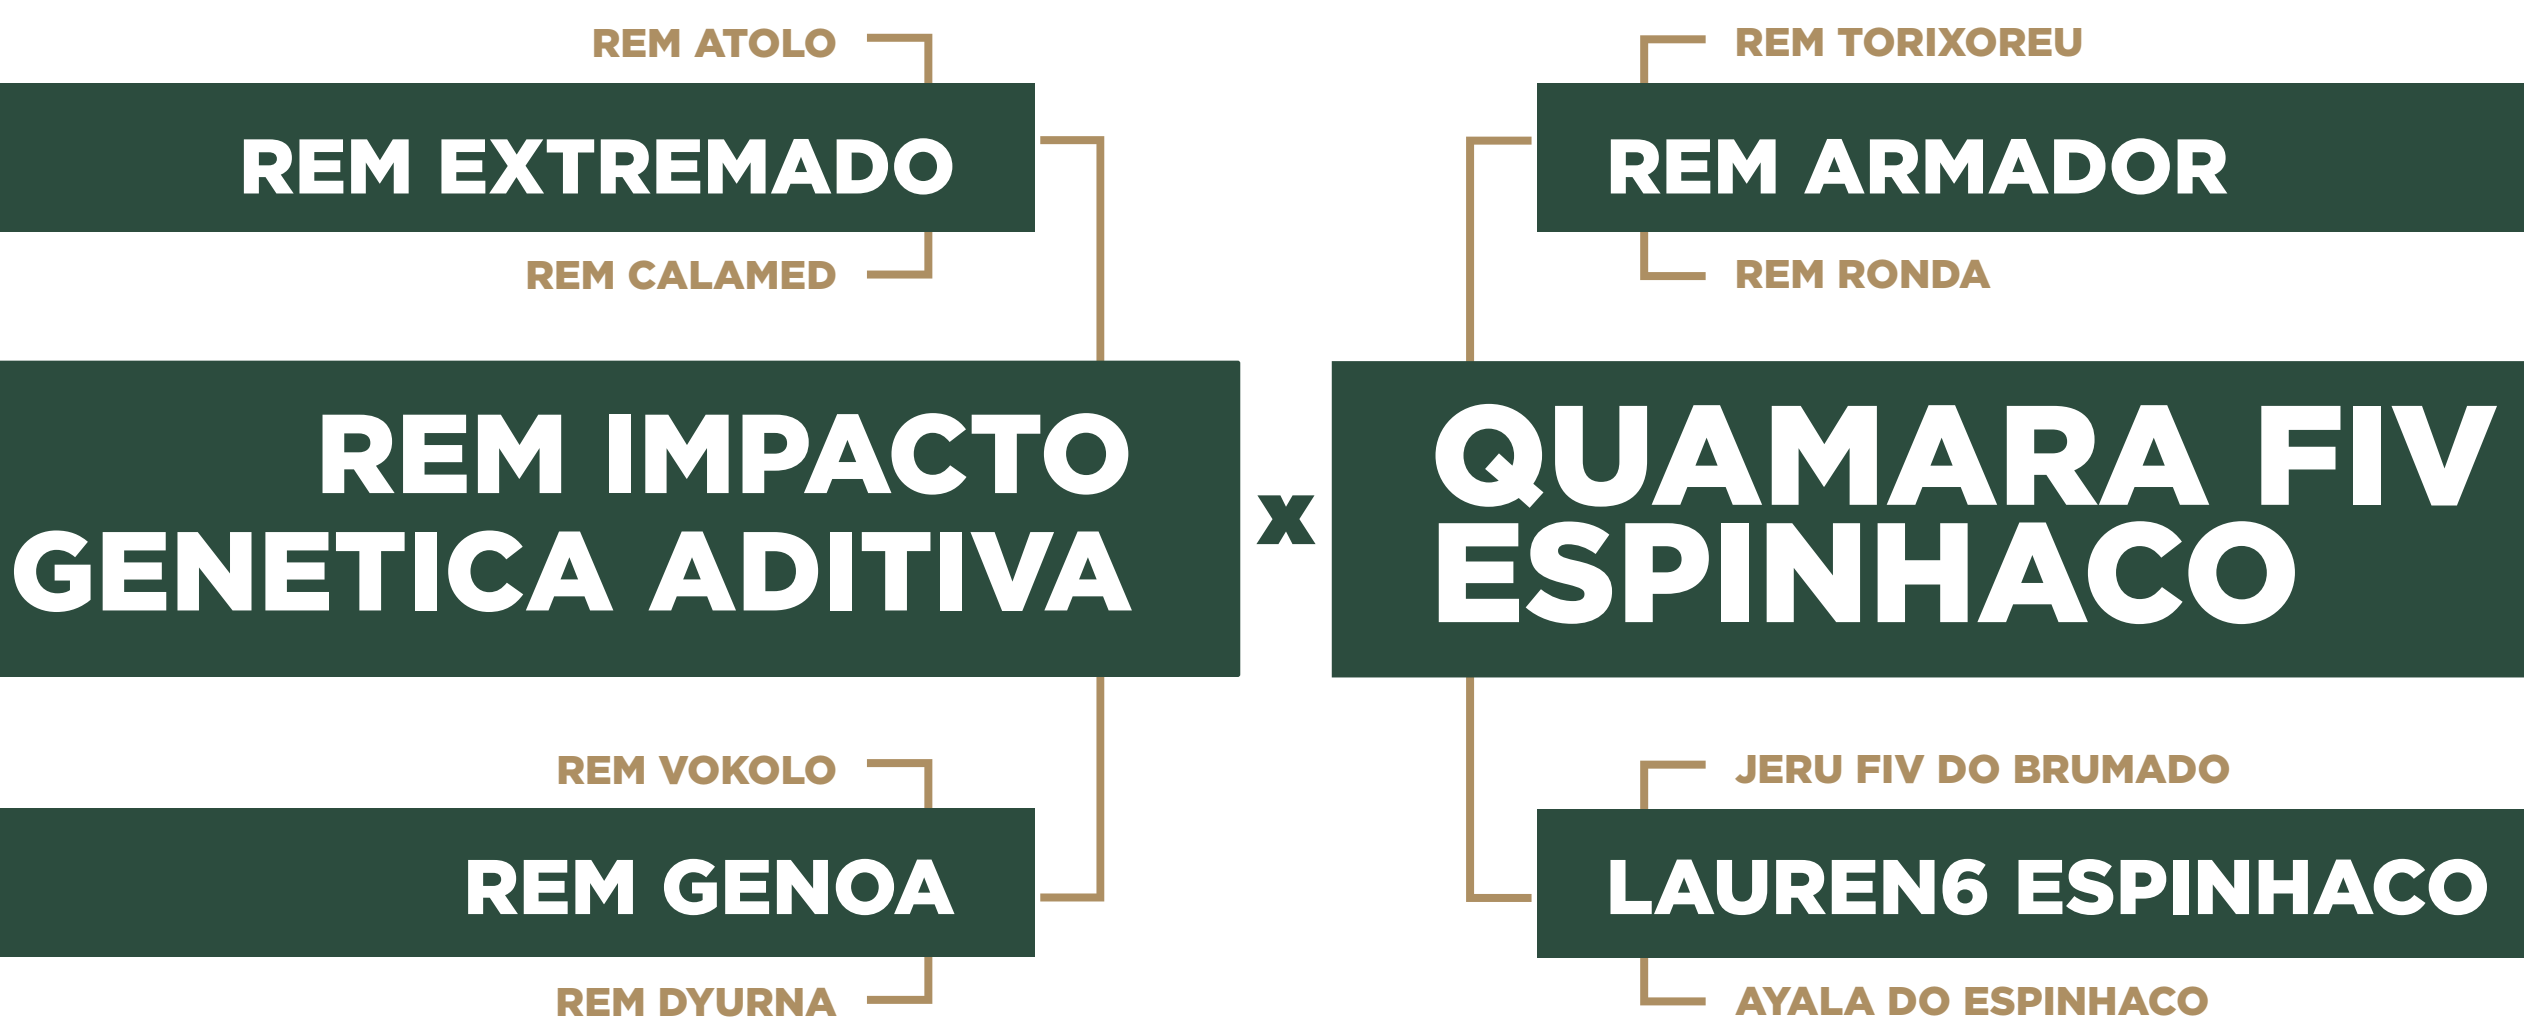 REM ATOLO
REM EXTREMADO
REM CALAMED
REM IMPACTO
GENETICA ADITIVA
REM VOKOLO
REM GENOA
REM DYURNA
x
REM TORIXOREU
REM ARMADOR
REM RONDA
QUAMARA FIV
ESPINHACO
JERU FIV DO BRUMADO
LAUREN6 ESPINHACO
AYALA DO ESPINHACO